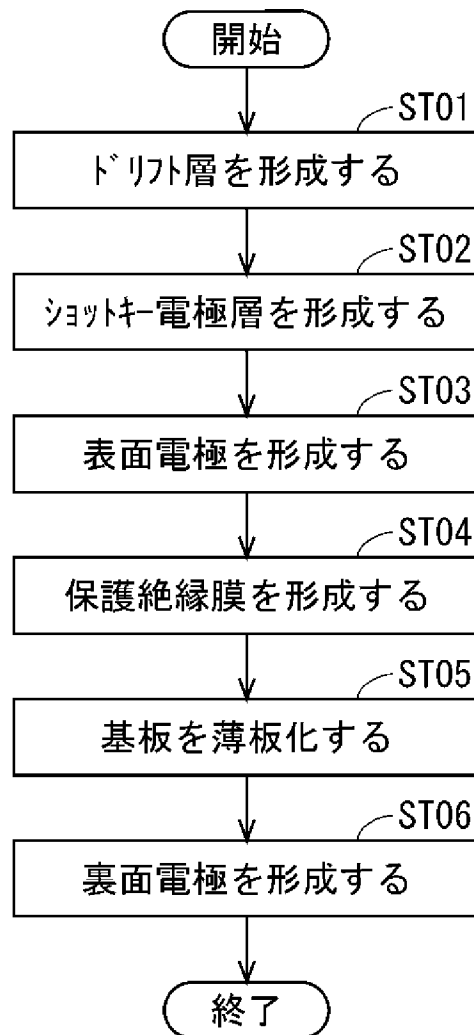 開始
ST01
ﾄﾞﾘﾌﾄ層を形成する
ST02
ｼｮｯﾄｷｰ電極層を形成する
ST03
表面電極を形成する
ST04
保護絶縁膜を形成する
ST05
基板を薄板化する
ST06
裏面電極を形成する
終了